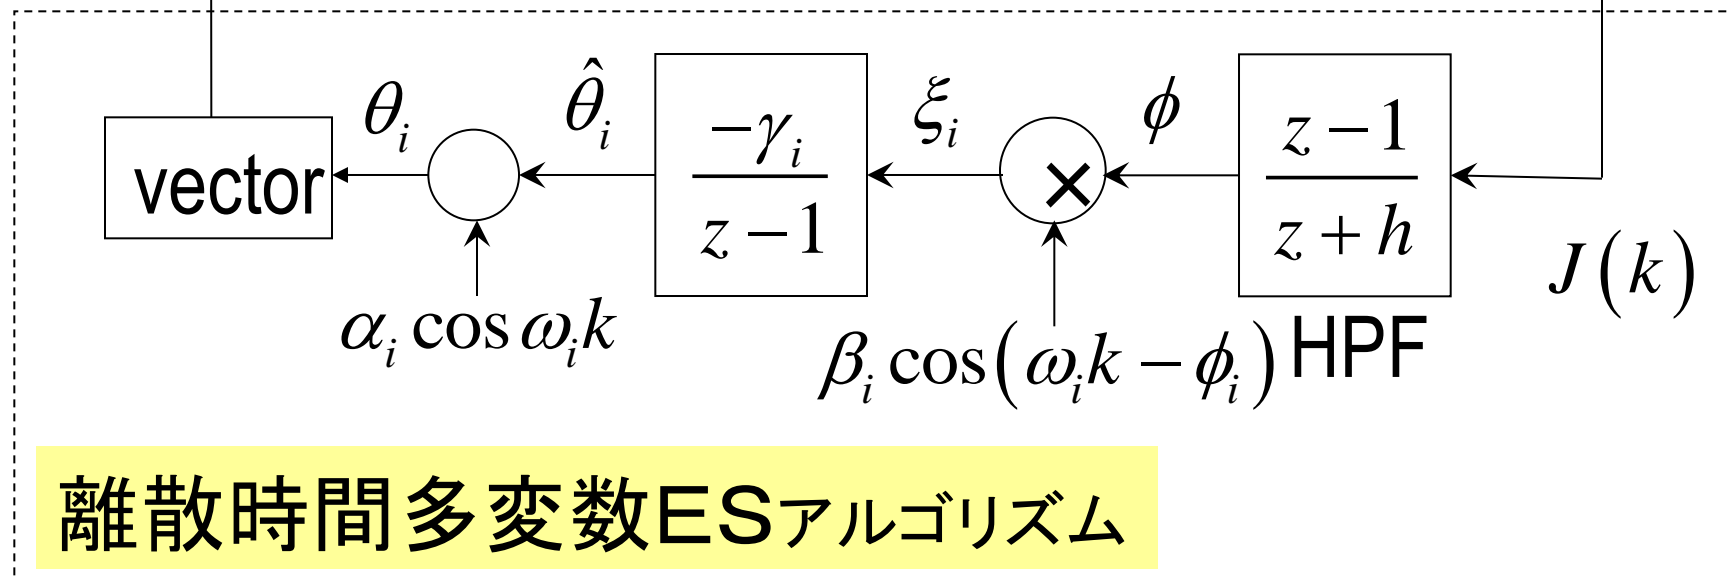 θ_i
θ̂_i
-γ_i
z-1
ξ_i
ϕ
z-1
z+h
vector
×
J(k)
α_i cos ω_i k
β_i cos(ω_i k - ϕ_i)
HPF
離散時間多変数ESアルゴリズム